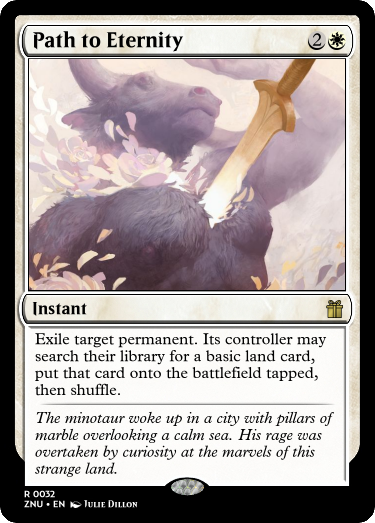 Path to Eternity 2
Instant
Exile target permanent. Its controller may
search their library for a basic land card,
put that card onto the battlefield tapped,
then shuffle.
The minotaur woke up in a city with pillars of
marble overlooking a calm sea. His rage was
overtaken by curiosity at the marvels of this
strange land.
R 0032
ZNU • EN Julie Dillon